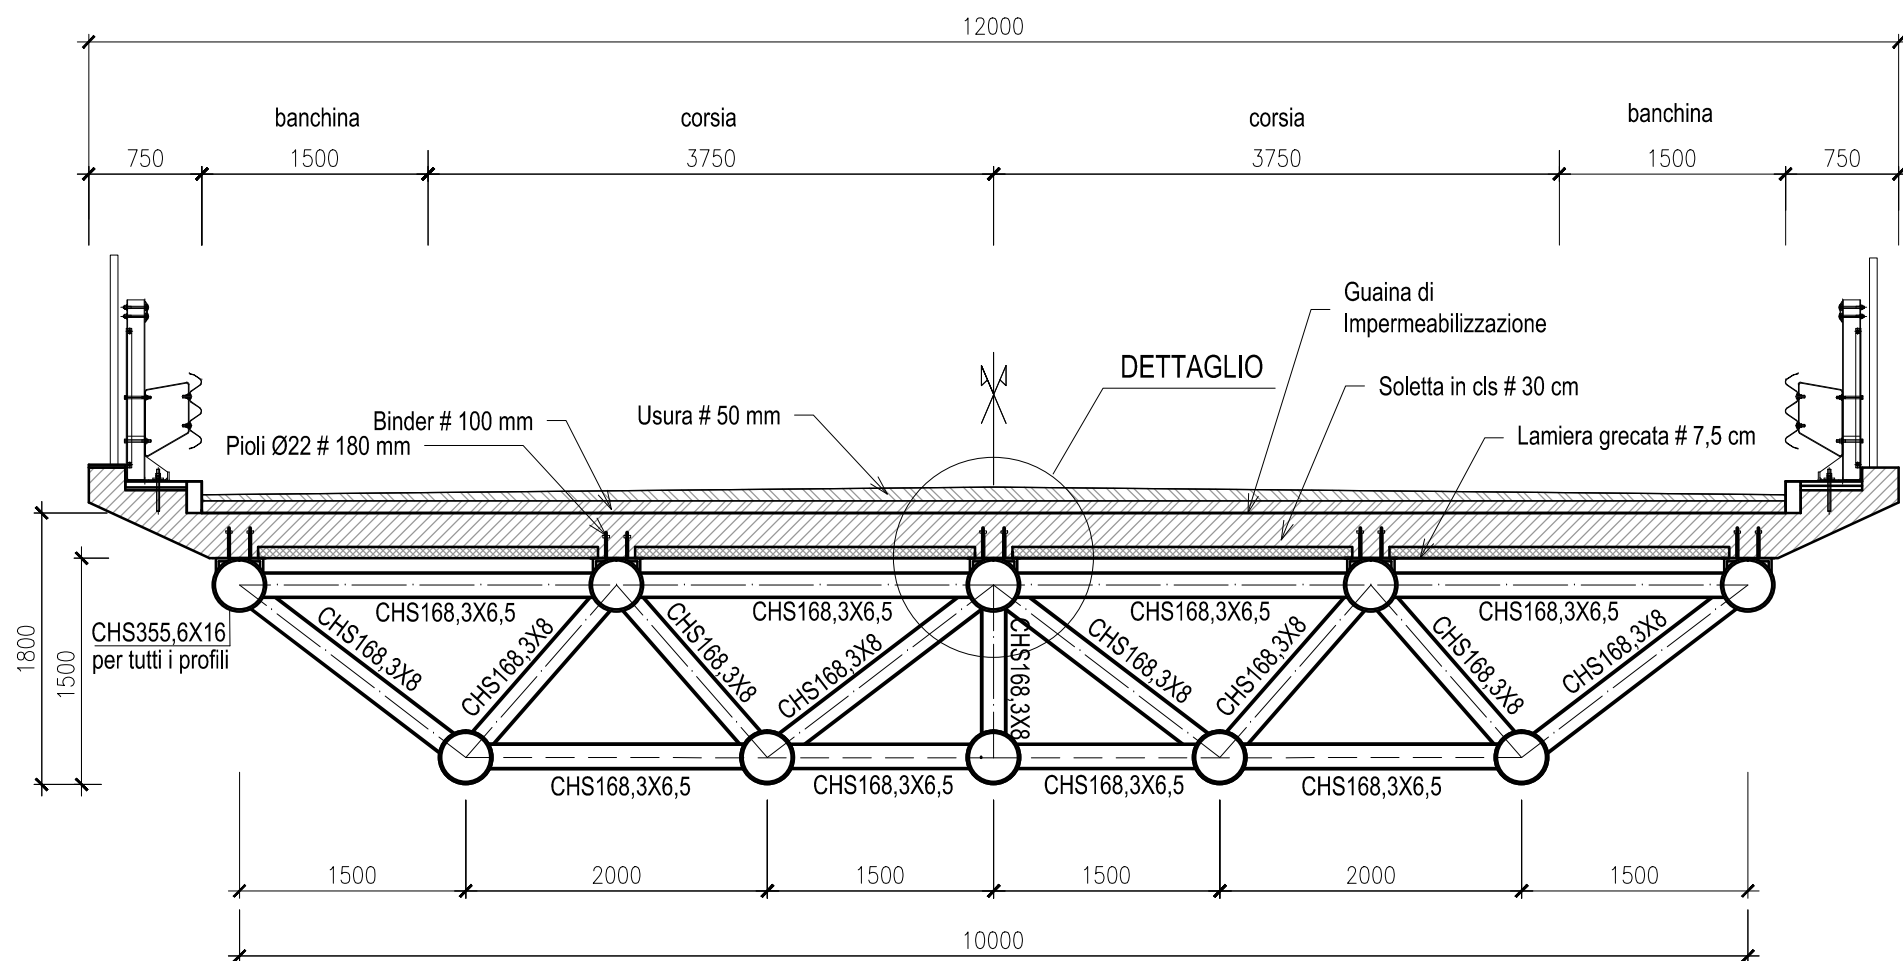 12000
banchina
corsia
corsia
banchina
750
1500
3750
3750
1500
750
Guaina di
Impermeabilizzazione
DETTAGLIO
Soletta in cls # 30 cm
Usura # 50 mm
Binder # 100 mm
Lamiera grecata # 7,5 cm
Pioli Ø22 # 180 mm
CHS168,3X6,5
CHS168,3X6,5
CHS168,3X6,5
CHS168,3X6,5
CHS355,6X16
per tutti i profili
1800
1500
CHS168,3X8
CHS168,3X8
CHS168,3X8
CHS168,3X8
CHS168,3X8
CHS168,3X8
CHS168,3X8
CHS168,3X8
CHS168,3X8
CHS168,3X6,5
CHS168,3X6,5
CHS168,3X6,5
CHS168,3X6,5
1500
2000
1500
1500
2000
1500
10000